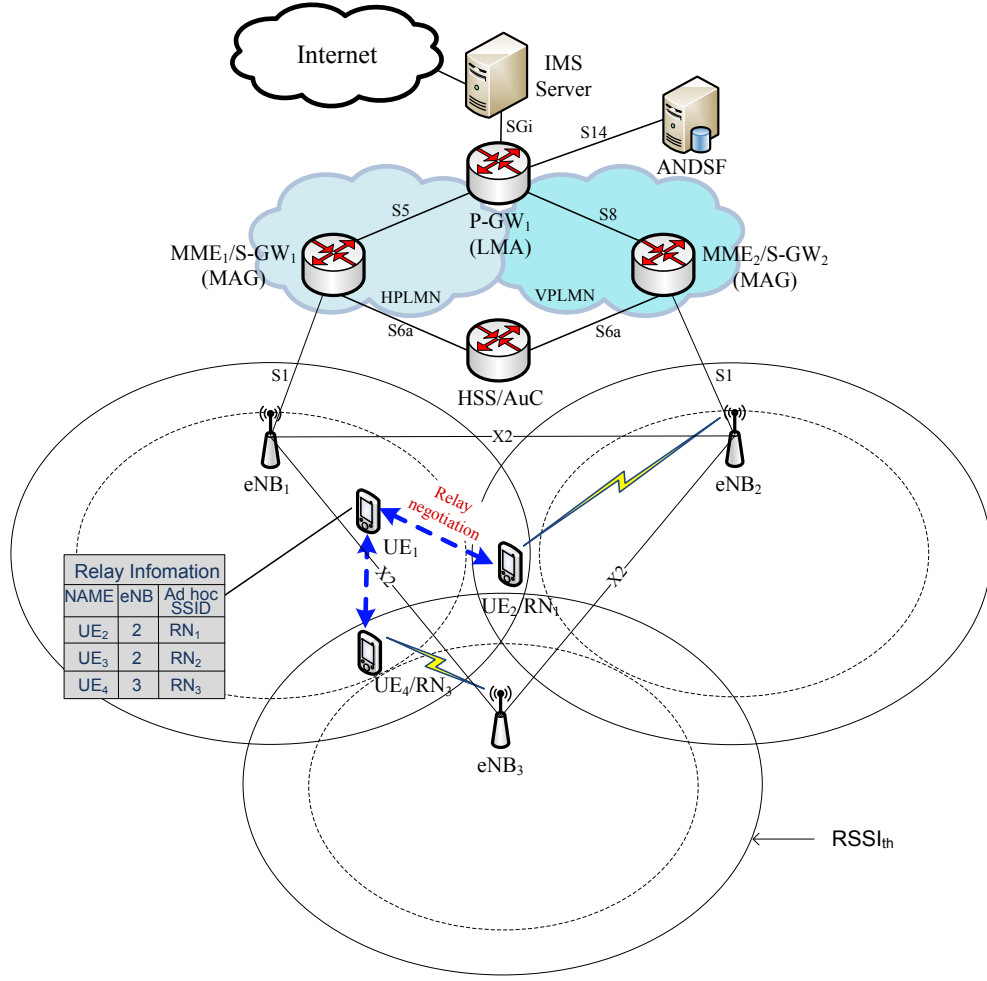 Internet
IMS
Server
SGi
S14
ANDSF
S5
P-GW₁
(LMA)
S8
MME₁/S-GW₁
(MAG)
MME₂/S-GW₂
(MAG)
HPLMN
VPLMN
S6a
S6a
HSS/AuC
S1
S1
X2
eNB₁
eNB₂
Relay
negotiation
UE₁
X2
X2
UE₂/RN₁
Relay Infomation
NAME eNB Ad hoc
SSID
UE₂ 2 RN₁
UE₃ 2 RN₂
UE₄ 3 RN₃
UE₄/RN₃
eNB₃
RSSIth